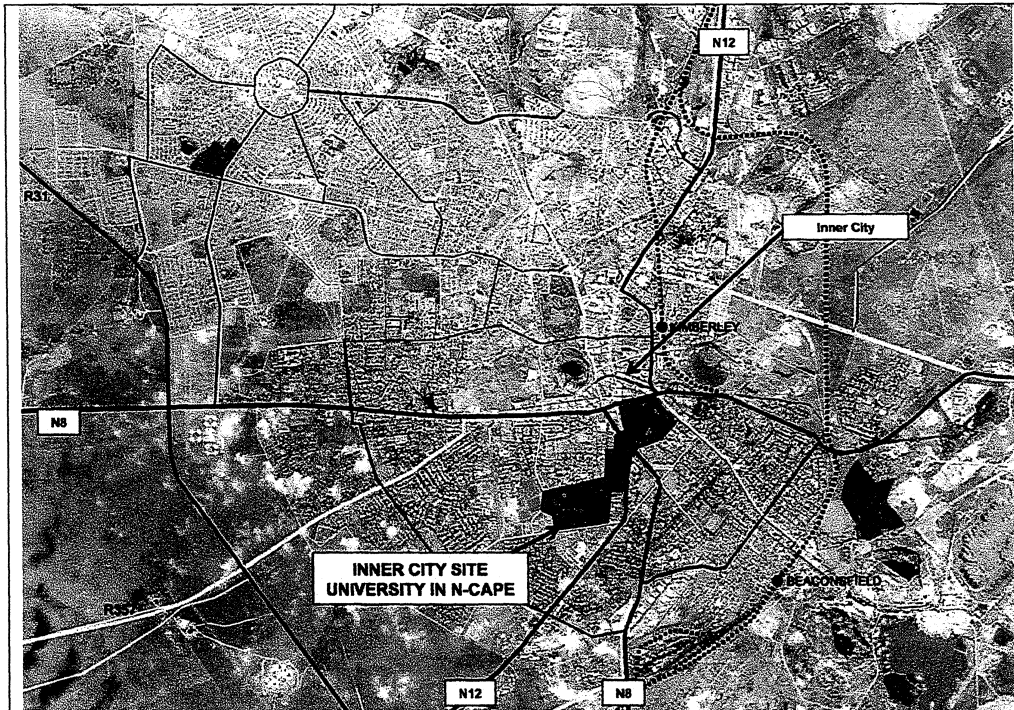 N12
R31
Inner City
KIMBERLEY
N8
INNER CITY SITE
UNIVERSITY IN N-CAPE
BEACONSFIELD
N12
N8